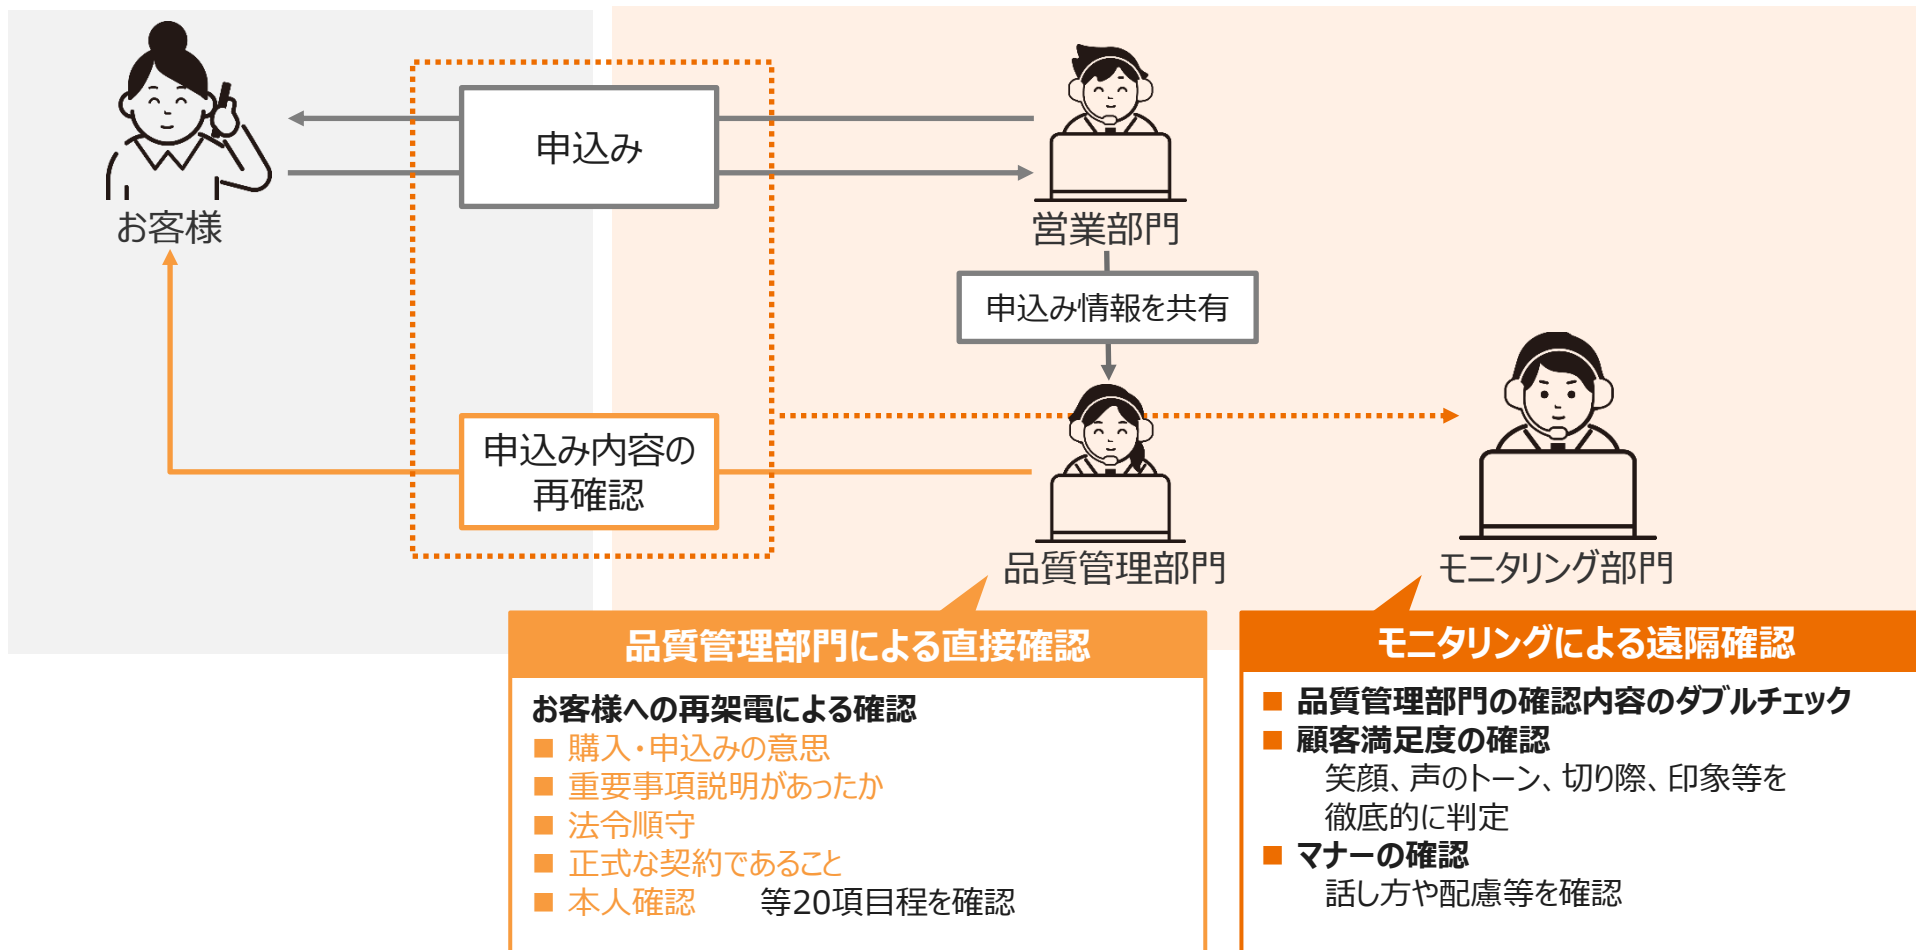 申込み
お客様
営業部門
申込み情報を共有
申込み内容の
再確認
品質管理部門
モニタリング部門
品質管理部門による直接確認
お客様への再架電による確認
■ 購入・申込みの意思
■ 重要事項説明があったか
■ 法令順守
■ 正式な契約であること
■ 本人確認　　等20項目程を確認
モニタリングによる遠隔確認
■ 品質管理部門の確認内容のダブルチェック
■ 顧客満足度の確認
笑顔、声のトーン、切り際、印象等を
徹底的に判定
■ マナーの確認
話し方や配慮等を確認